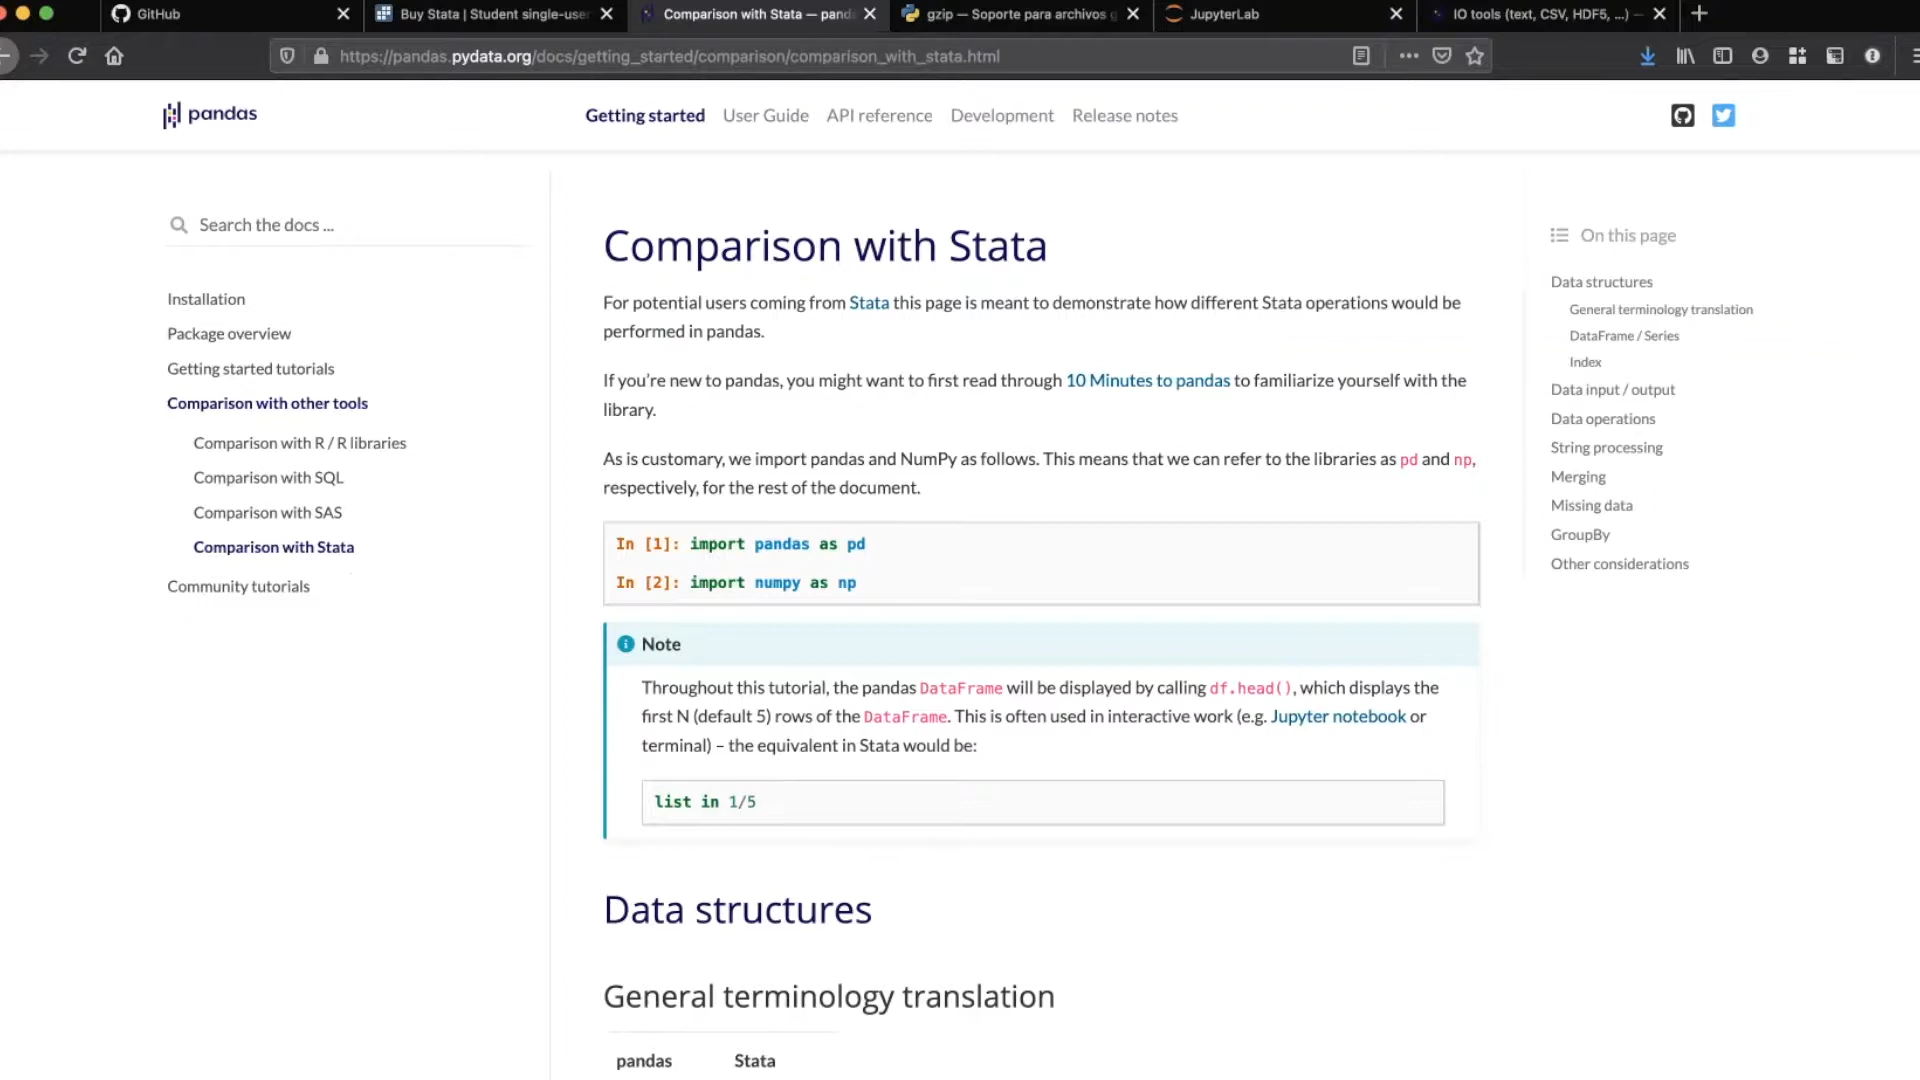 GitHub
Buy Stata | Student single-user
Comparison with Stata — panda
gzip — Soporte para archivos g
JupyterLab
IO tools (text, CSV, HDF5, …) —
https://pandas.pydata.org/docs/getting_started/comparison/comparison_with_stata.html
pandas
Getting started
User Guide
API reference
Development
Release notes
Search the docs ...
Installation
Package overview
Getting started tutorials
Comparison with other tools
Comparison with R / R libraries
Comparison with SQL
Comparison with SAS
Comparison with Stata
Community tutorials
Comparison with Stata
For potential users coming from Stata this page is meant to demonstrate how different Stata operations would be
performed in pandas.
If you’re new to pandas, you might want to first read through 10 Minutes to pandas to familiarize yourself with the
library.
As is customary, we import pandas and NumPy as follows. This means that we can refer to the libraries as pd and np,
respectively, for the rest of the document.
In [1]: import pandas as pd
In [2]: import numpy as np
Note
Throughout this tutorial, the pandas DataFrame will be displayed by calling df.head(), which displays the
first N (default 5) rows of the DataFrame. This is often used in interactive work (e.g. Jupyter notebook or
terminal) – the equivalent in Stata would be:
list in 1/5
Data structures
General terminology translation
pandas
Stata
On this page
Data structures
General terminology translation
DataFrame / Series
Index
Data input / output
Data operations
String processing
Merging
Missing data
GroupBy
Other considerations